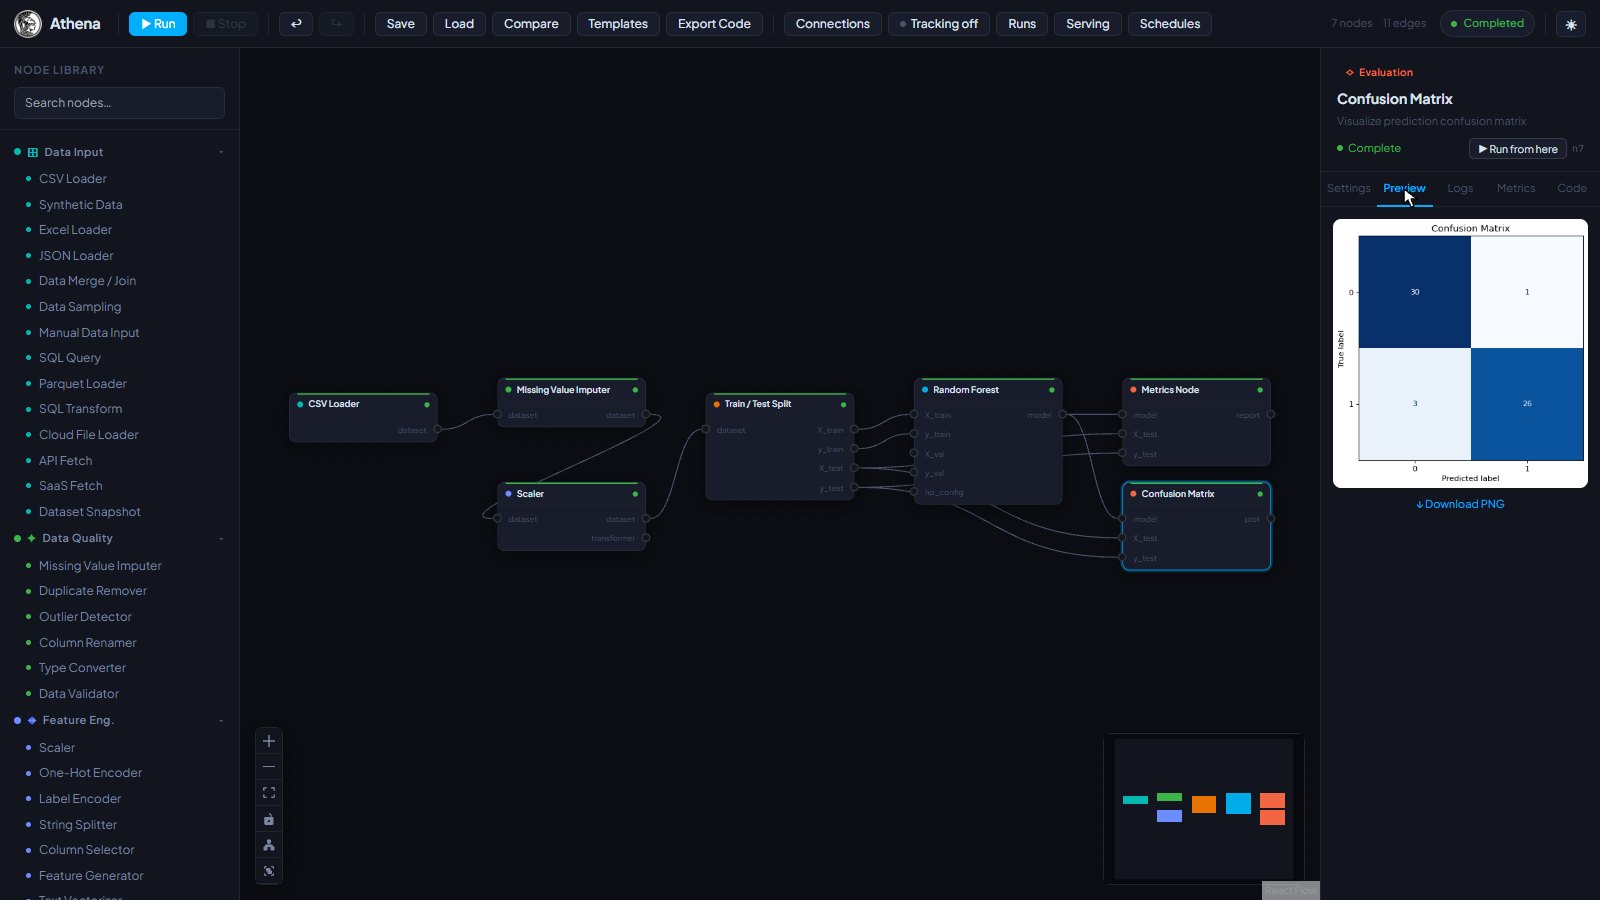 Athena
Run
Stop
Save
Load
Compare
Templates
Export Code
Connections
Tracking off
Runs
Serving
Schedules
7 nodes
11 edges
Completed
NODE LIBRARY
Search nodes...
Data Input
CSV Loader
Synthetic Data
Excel Loader
JSON Loader
Data Merge / Join
Data Sampling
Manual Data Input
SQL Query
Parquet Loader
SQL Transform
Cloud File Loader
API Fetch
SaaS Fetch
Dataset Snapshot
Data Quality
Missing Value Imputer
Duplicate Remover
Outlier Detector
Column Renamer
Type Converter
Data Validator
Feature Eng.
Scaler
One-Hot Encoder
Label Encoder
String Splitter
Column Selector
Feature Generator
CSV Loader
dataset
Missing Value Imputer
dataset
dataset
Scaler
dataset
dataset
transformer
Train / Test Split
dataset
X_train
y_train
X_test
y_test
Random Forest
X_train
model
y_train
X_val
y_val
hp_config
Metrics Node
model
report
X_test
y_test
Confusion Matrix
model
plot
X_test
y_test
React Flow
Evaluation
Confusion Matrix
Visualize prediction confusion matrix
Complete
Run from here
n7
Settings
Preview
Logs
Metrics
Code
Confusion Matrix
0
30
1
True label
1
3
26
0
1
Predicted label
Download PNG